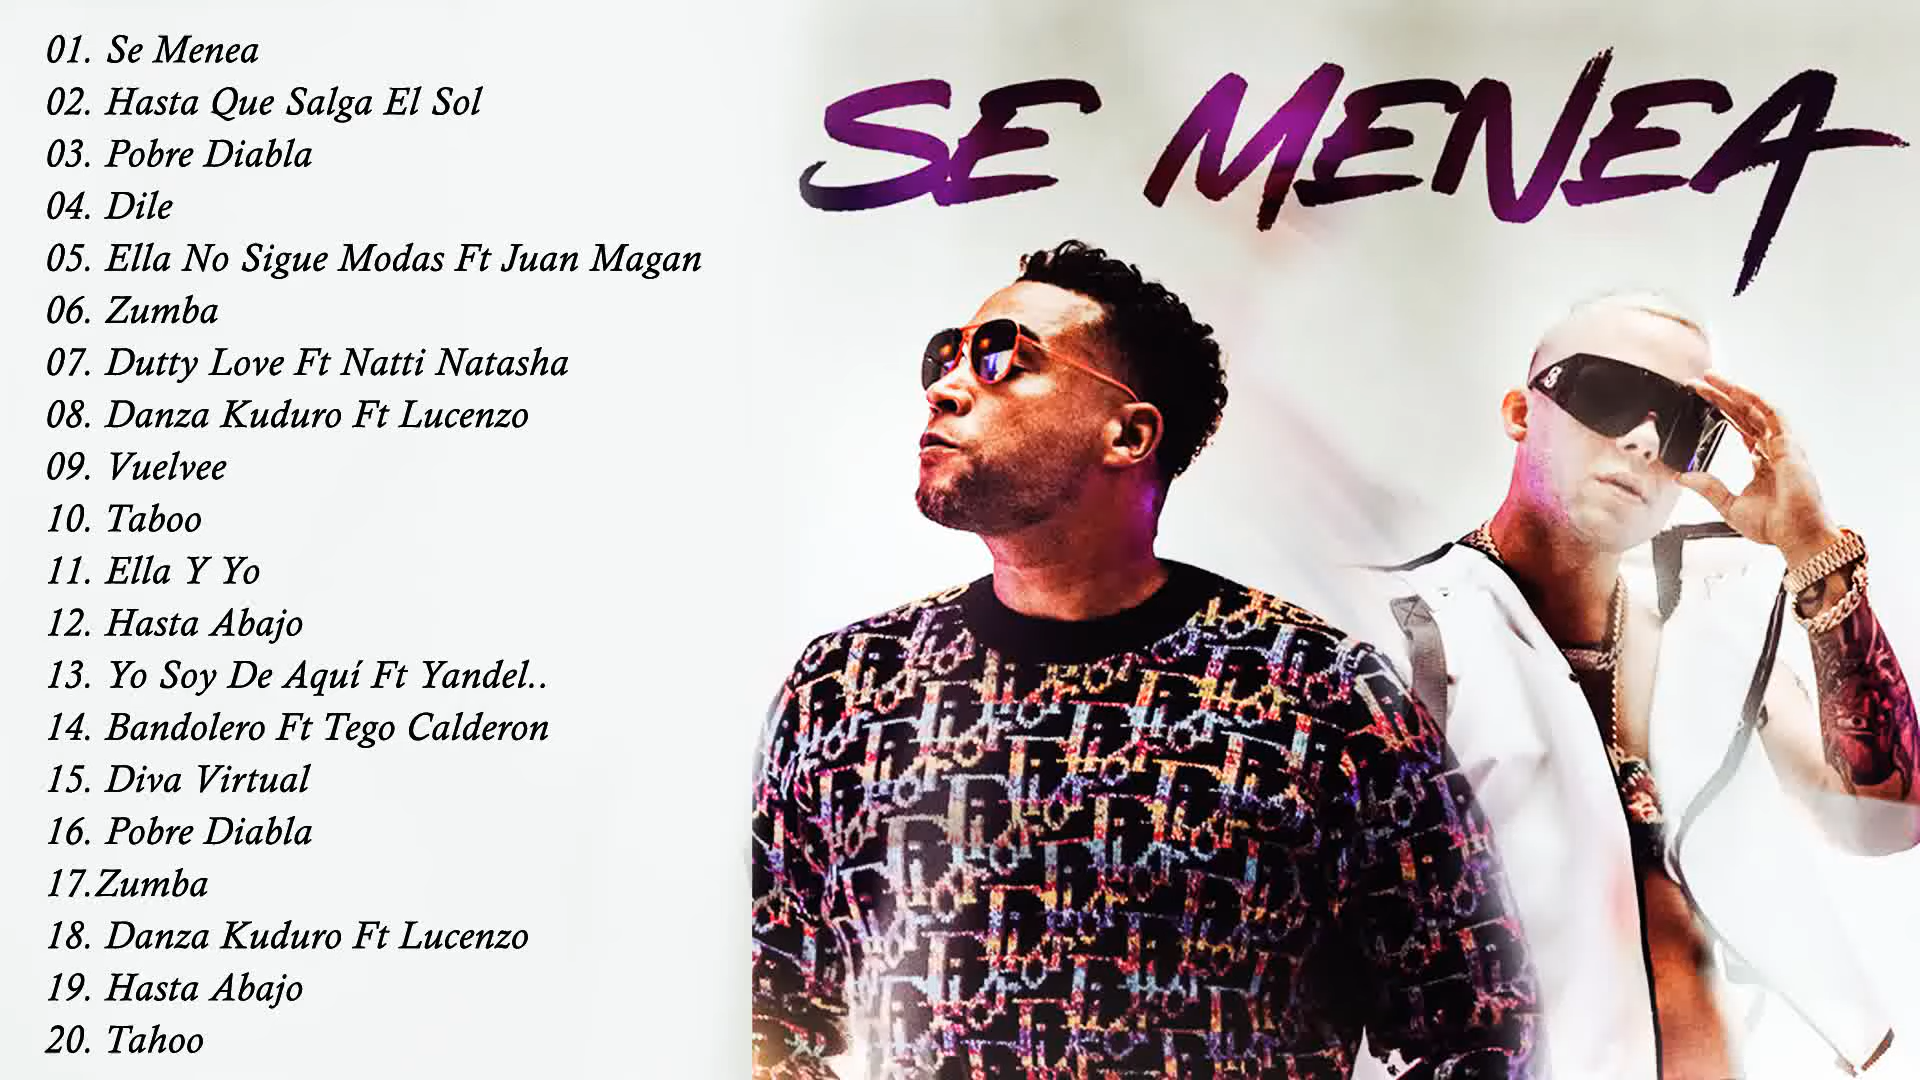 01. Se Menea
02. Hasta Que Salga El Sol
03. Pobre Diabla
04. Dile
05. Ella No Sigue Modas Ft Juan Magan
06. Zumba
07. Dutty Love Ft Natti Natasha
08. Danza Kuduro Ft Lucenzo
09. Vuelvee
10. Taboo
11. Ella Y Yo
12. Hasta Abajo
13. Yo Soy De Aquí Ft Yandel..
14. Bandolero Ft Tego Calderon
15. Diva Virtual
16. Pobre Diabla
17.Zumba
18. Danza Kuduro Ft Lucenzo
19. Hasta Abajo
20. Tahoo
SE MENEA